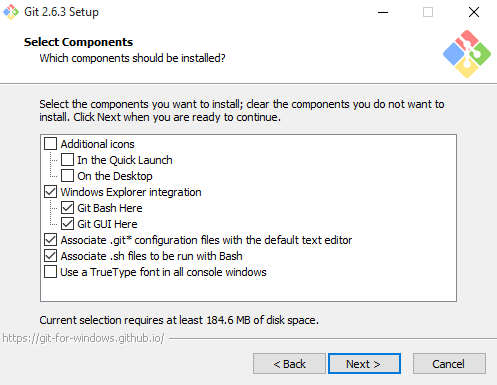 Git 2.6.3 Setup
Select Components
Which components should be installed?
Select the components you want to install; clear the components you do not want to
install. Click Next when you are ready to continue.
Additional icons
In the Quick Launch
On the Desktop
Windows Explorer integration
Git Bash Here
Git GUI Here
Associate .git* configuration files with the default text editor
Associate .sh files to be run with Bash
Use a TrueType font in all console windows
Current selection requires at least 184.6 MB of disk space.
https://git-for-windows.github.io/
< Back Next > Cancel